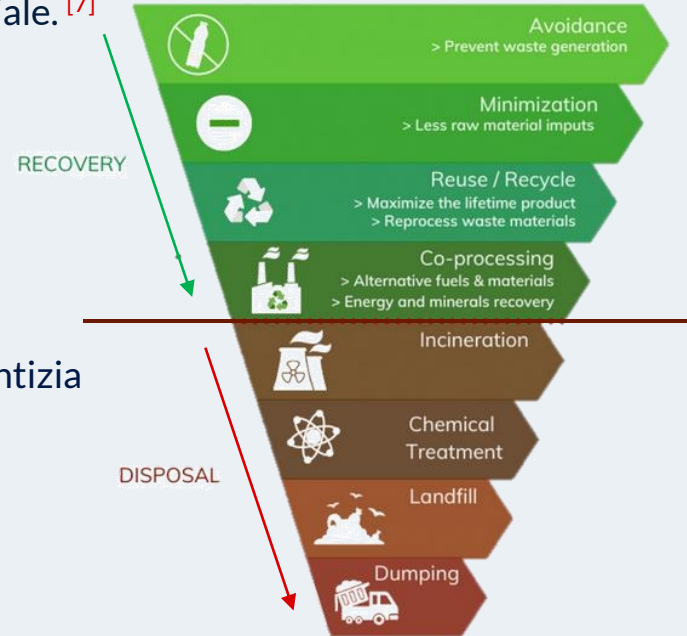 ale. [7]
Avoidance
> Prevent waste generation
Minimization
> Less raw material imputs
RECOVERY
Reuse / Recycle
> Maximize the lifetime product
> Reprocess waste materials
Co-processing
> Alternative fuels & materials
> Energy and minerals recovery
Incineration
ntizia
Chemical
Treatment
DISPOSAL
Landfill
Dumping